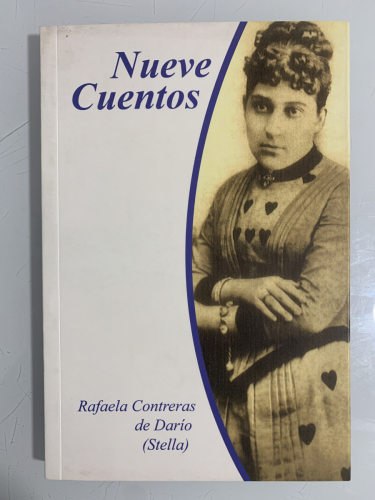 Nueve
Cuentos
Rafaela Contreras
de Darío
(Stella)